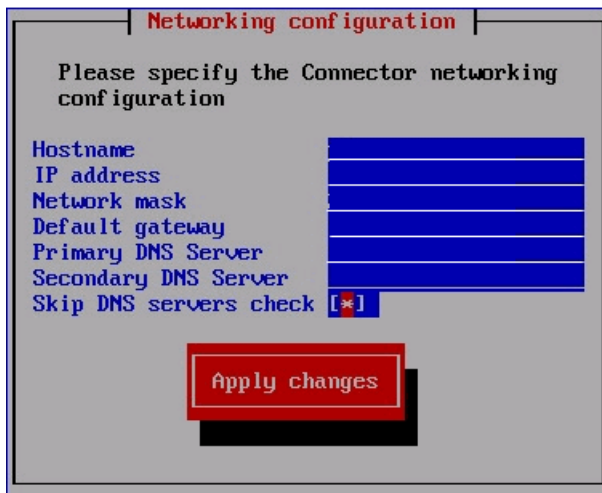 Networking configuration
Please specify the Connector networking
configuration
Hostname
IP address
Network mask
Default gateway
Primary DNS Server
Secondary DNS Server
Skip DNS servers check [*]
Apply changes